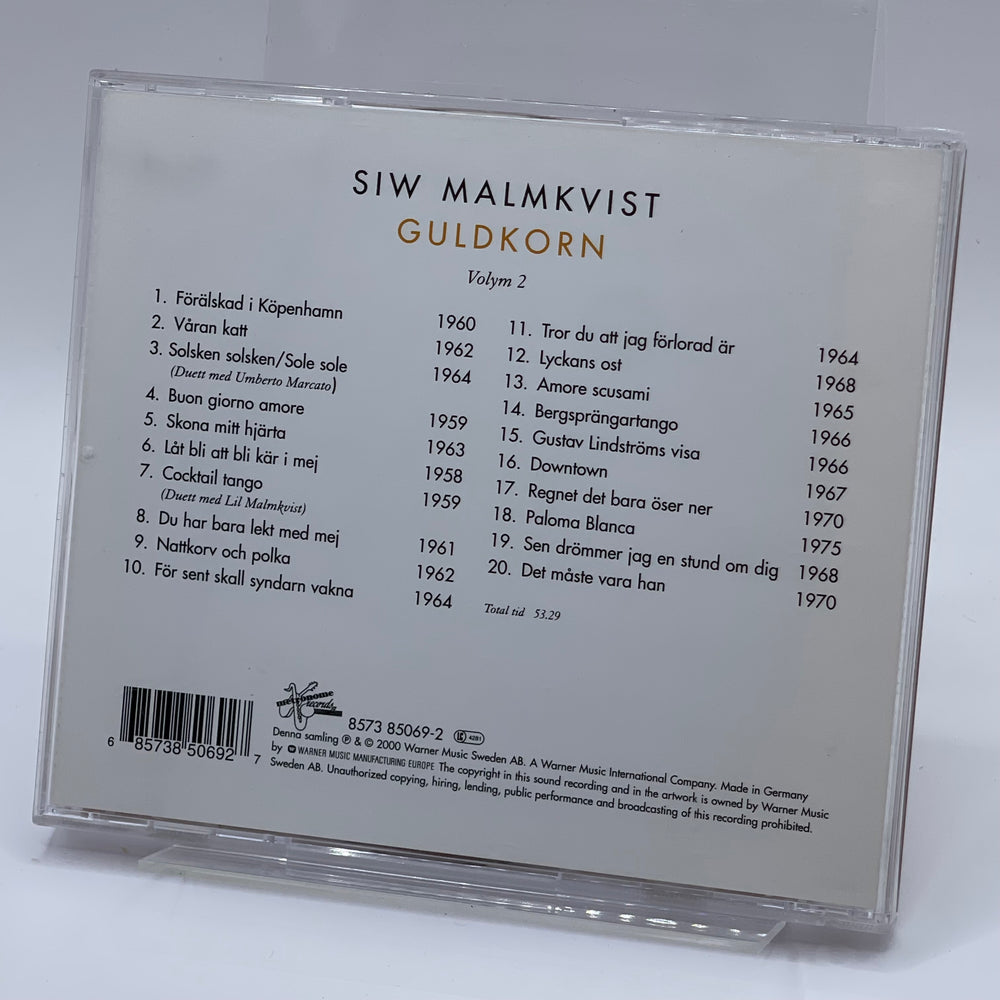 SIW MALMKVIST
GULDKORN
Volym 2
1. Förälskad i Köpenhamn 1960
2. Våran katt 1962
3. Solsken solsken/Sole sole 1964
(Duett med Umberto Marcato)
4. Buon giorno amore 1959
5. Skona mitt hjärta 1963
6. Låt bli att bli kär i mej 1958
7. Cocktail tango 1959
(Duett med Lil Malmkvist)
8. Du har bara lekt med mej 1961
9. Nattkorv och polka 1962
10. För sent skall syndarn vakna 1964
11. Tror du att jag förlorad är 1964
12. Lyckans ost 1968
13. Amore scusami 1965
14. Bergsprängartango 1966
15. Gustav Lindströms visa 1966
16. Downtown 1967
17. Regnet det bara öser ner 1970
18. Paloma Blanca 1975
19. Sen drömmer jag en stund om dig 1968
20. Det måste vara han 1970
Total tid 53.29
metronome
records
6 85738 50692 7
8573 85069-2 LC 4281
Denna samling ℗ & © 2000 Warner Music Sweden AB. A Warner Music International Company. Made in Germany
by WARNER MUSIC MANUFACTURING EUROPE The copyright in this sound recording and in the artwork is owned by Warner Music
Sweden AB. Unauthorized copying, hiring, lending, public performance and broadcasting of this recording prohibited.